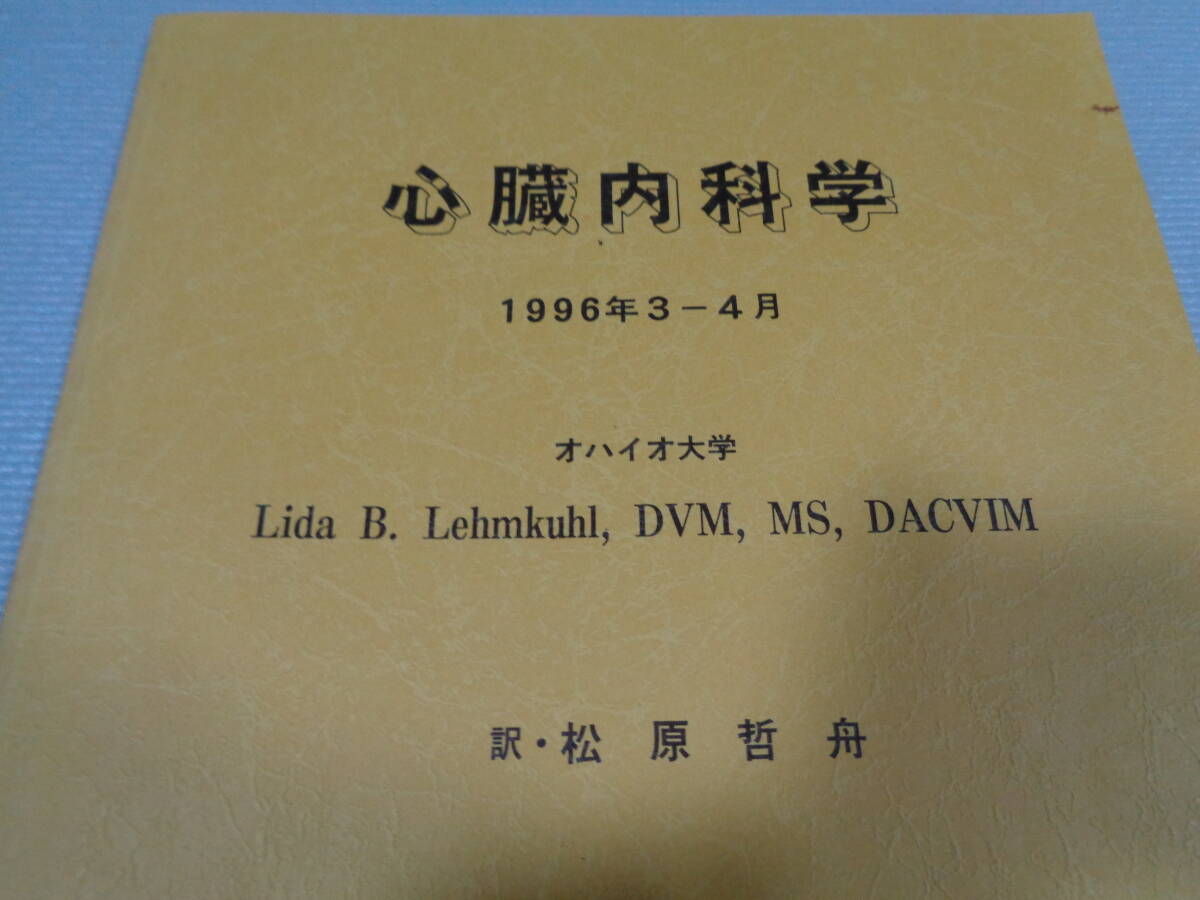 心臓内科学
1996年3−4月
オハイオ大学
Lida B. Lehmkuhl, DVM, MS, DACVIM
訳・松原哲舟